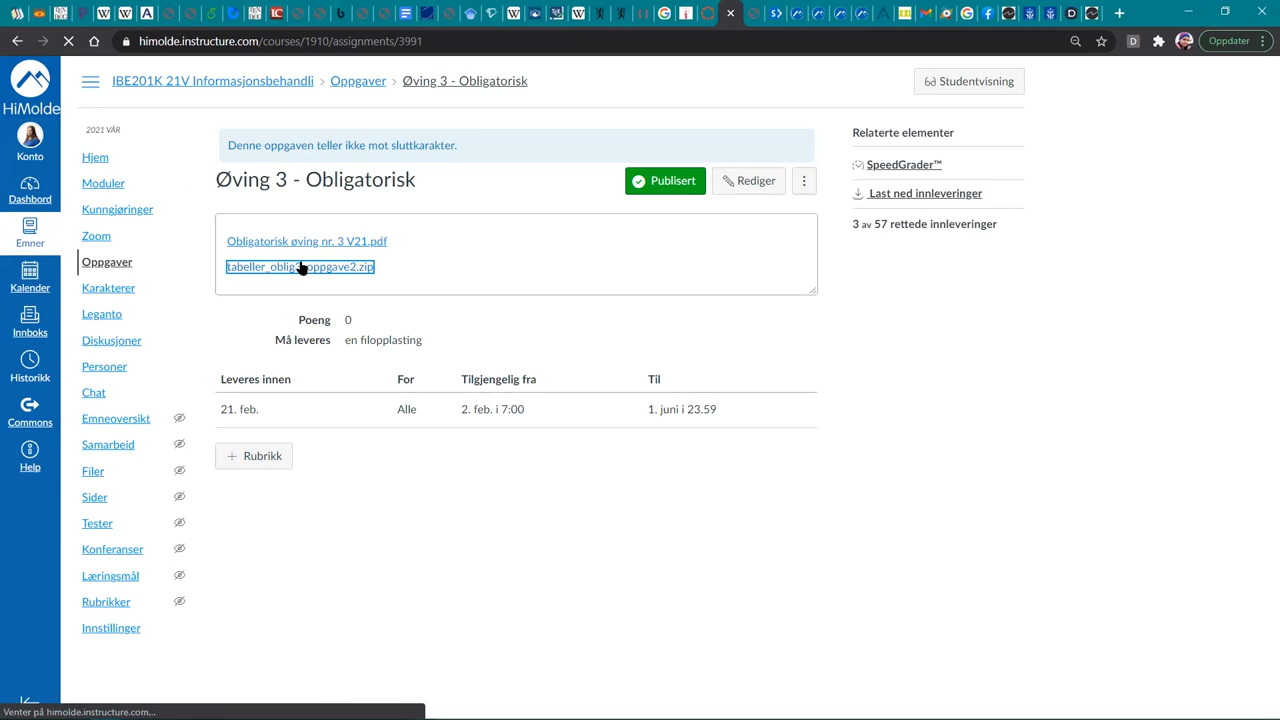 himolde.instructure.com/courses/1910/assignments/3991
Oppdater
HiMolde
Konto
Dashbord
Emner
Kalender
Innboks
Historikk
Commons
Help
IBE201K 21V Informasjonsbehandli
Oppgaver
Øving 3 - Obligatorisk
Studentvisning
2021 VÅR
Hjem
Moduler
Kunngjøringer
Zoom
Oppgaver
Karakterer
Leganto
Diskusjoner
Personer
Chat
Emneoversikt
Samarbeid
Filer
Sider
Tester
Konferanser
Læringsmål
Rubrikker
Innstillinger
Denne oppgaven teller ikke mot sluttkarakter.
Øving 3 - Obligatorisk
Publisert
Rediger
Obligatorisk øving nr. 3 V21.pdf
Poeng 0
Må leveres en filopplasting
Leveres innen For Tilgjengelig fra Til
21. feb. Alle 2. feb. i 7:00 1. juni i 23.59
+ Rubrikk
Relaterte elementer
SpeedGrader™
Last ned innleveringer
3 av 57 rettede innleveringer
Venter på himolde.instructure.com...